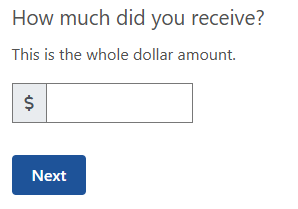 How much did you receive?
This is the whole dollar amount.
$
Next